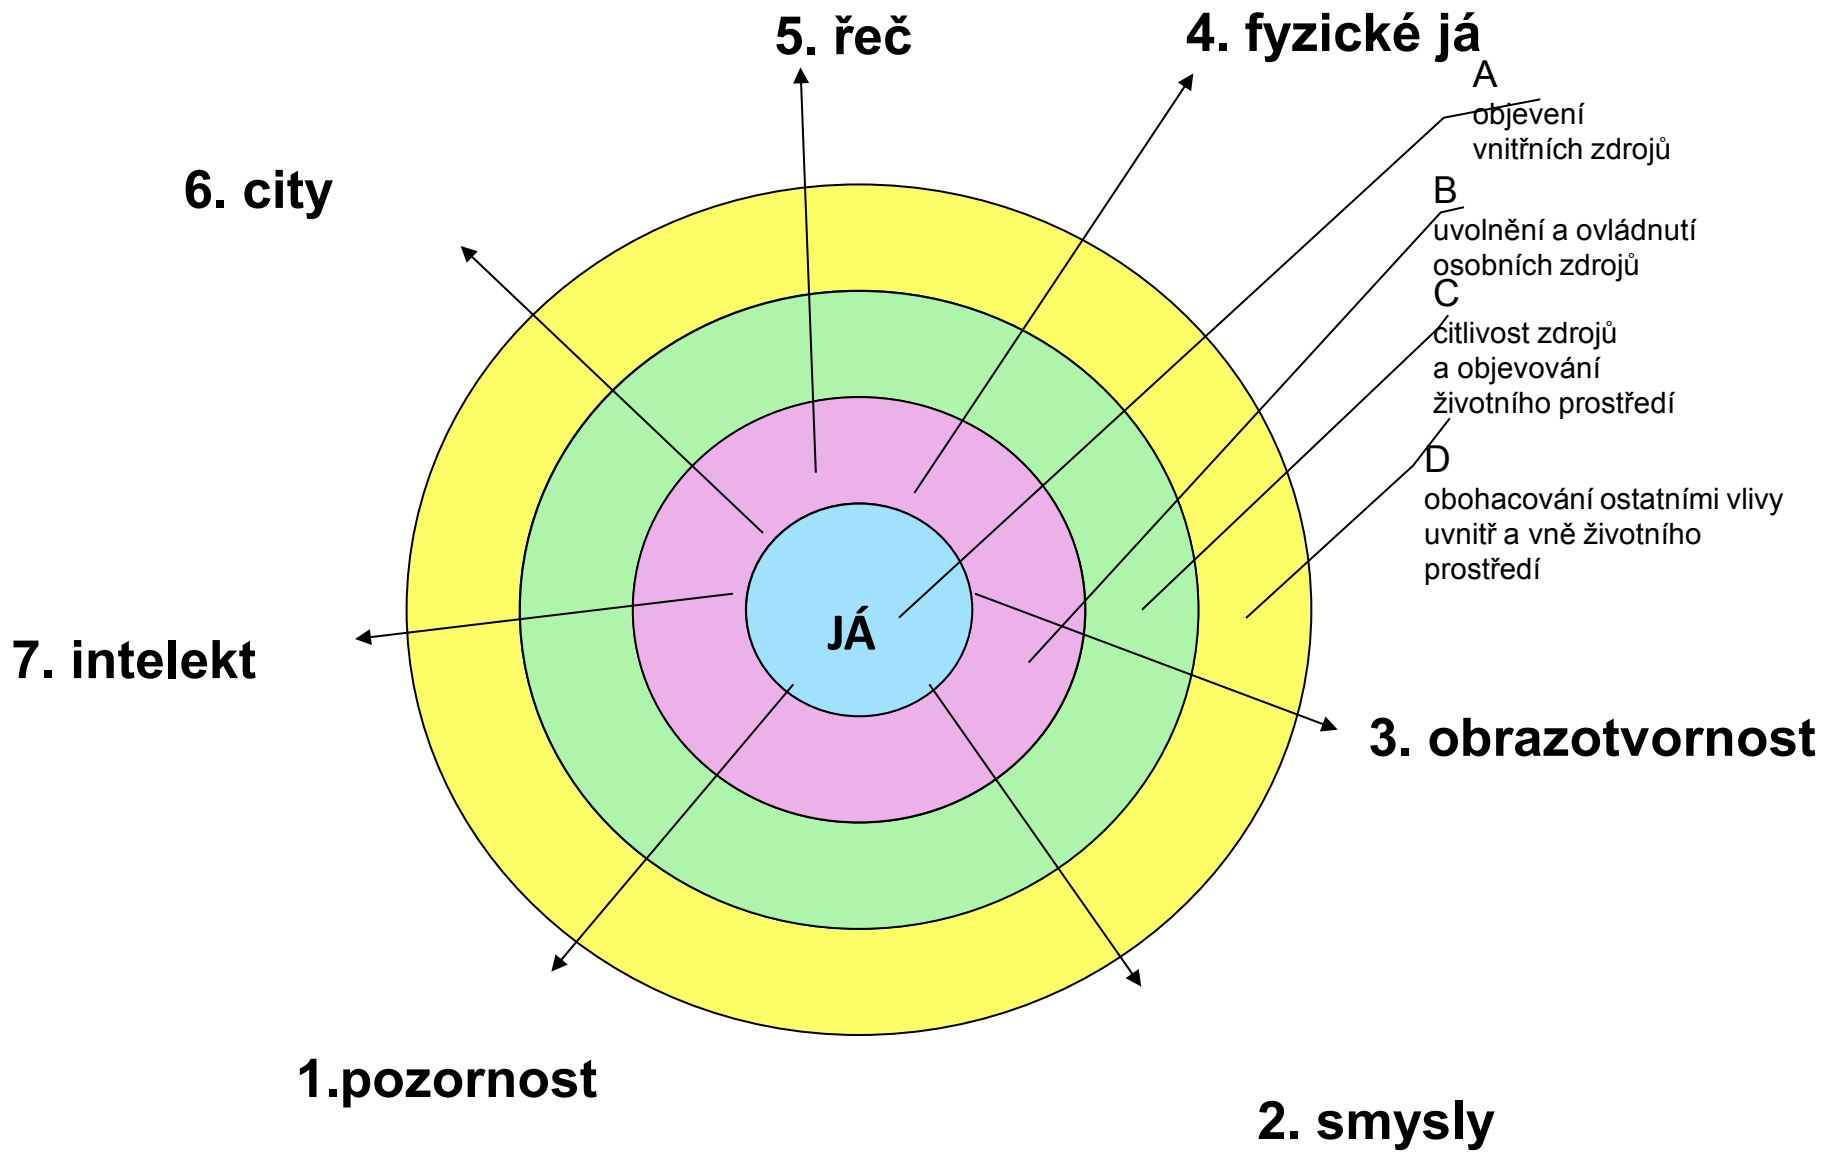 5. řeč
4. fyzické já
A
objevení
vnitřních zdrojů
6. city
B
uvolnění a ovládnutí
osobních zdrojů
C
citlivost zdrojů
a objevování
životního prostředí
D
obohacování ostatními vlivy
uvnitř a vně životního
prostředí
JÁ
7. intelekt
3. obrazotvornost
1.pozornost
2. smysly